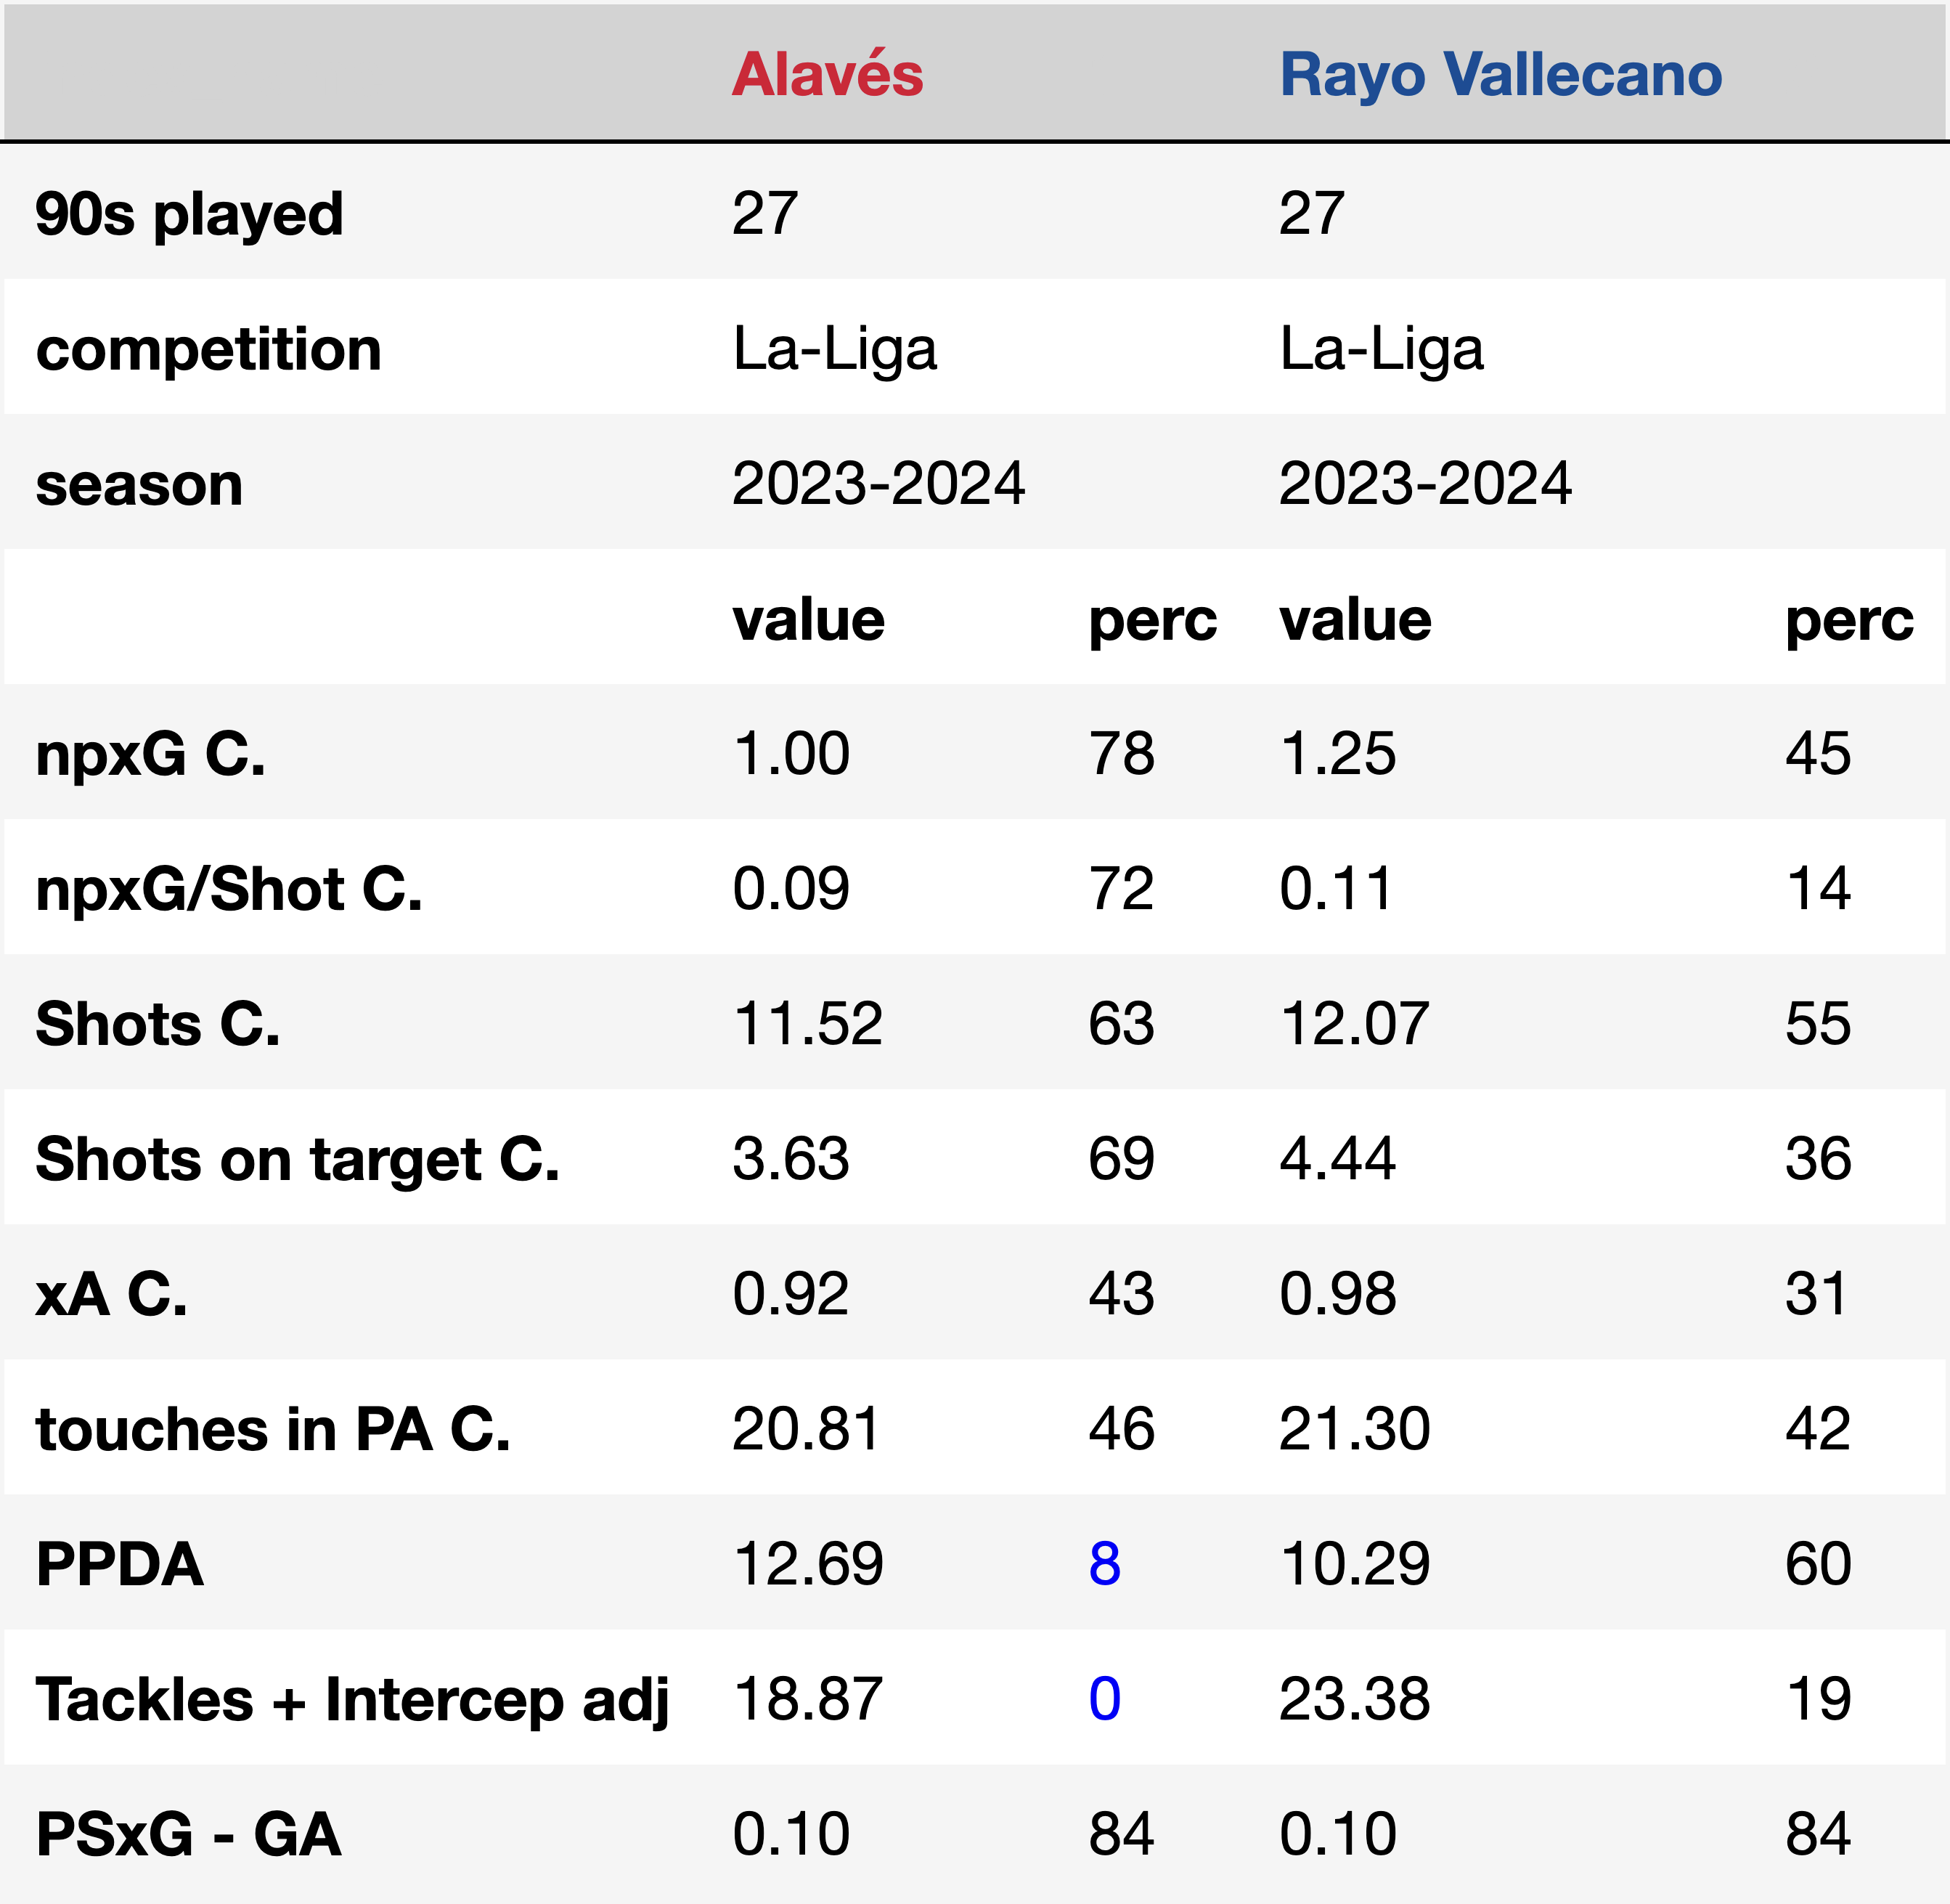 Alavés Rayo Vallecano
90s played 27 27
competition La-Liga La-Liga
season 2023-2024 2023-2024
value perc value perc
npxG C. 1.00 78 1.25 45
npxG/Shot C. 0.09 72 0.11 14
Shots C. 11.52 63 12.07 55
Shots on target C. 3.63 69 4.44 36
xA C. 0.92 43 0.98 31
touches in PA C. 20.81 46 21.30 42
PPDA 12.69 8 10.29 60
Tackles + Intercep adj 18.87 0 23.38 19
PSxG - GA 0.10 84 0.10 84